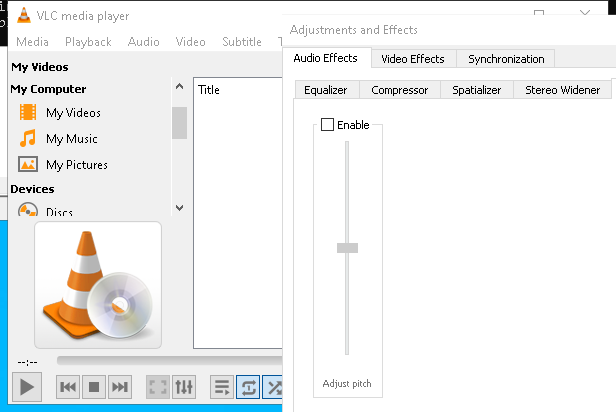 VLC media player
Media Playback Audio Video Subtitle T
My Videos
My Computer
My Videos
My Music
My Pictures
Devices
Discs
Title
--:--
Adjustments and Effects
Audio Effects Video Effects Synchronization
Equalizer Compressor Spatializer Stereo Widener
Enable
Adjust pitch